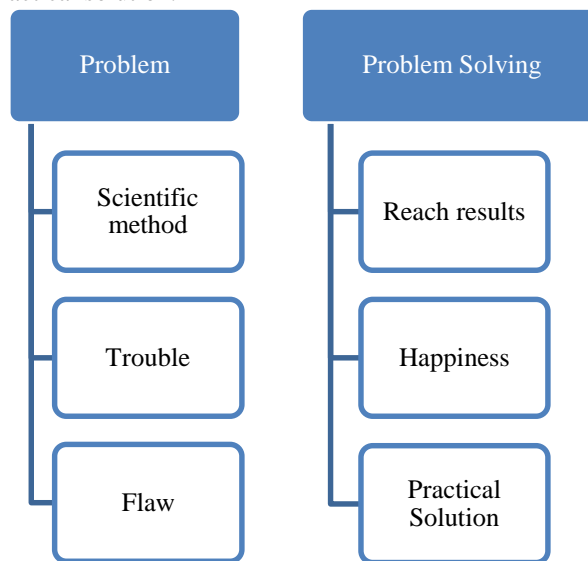 Problem
Scientific
method
Trouble
Flaw
Problem Solving
Reach results
Happiness
Practical
Solution